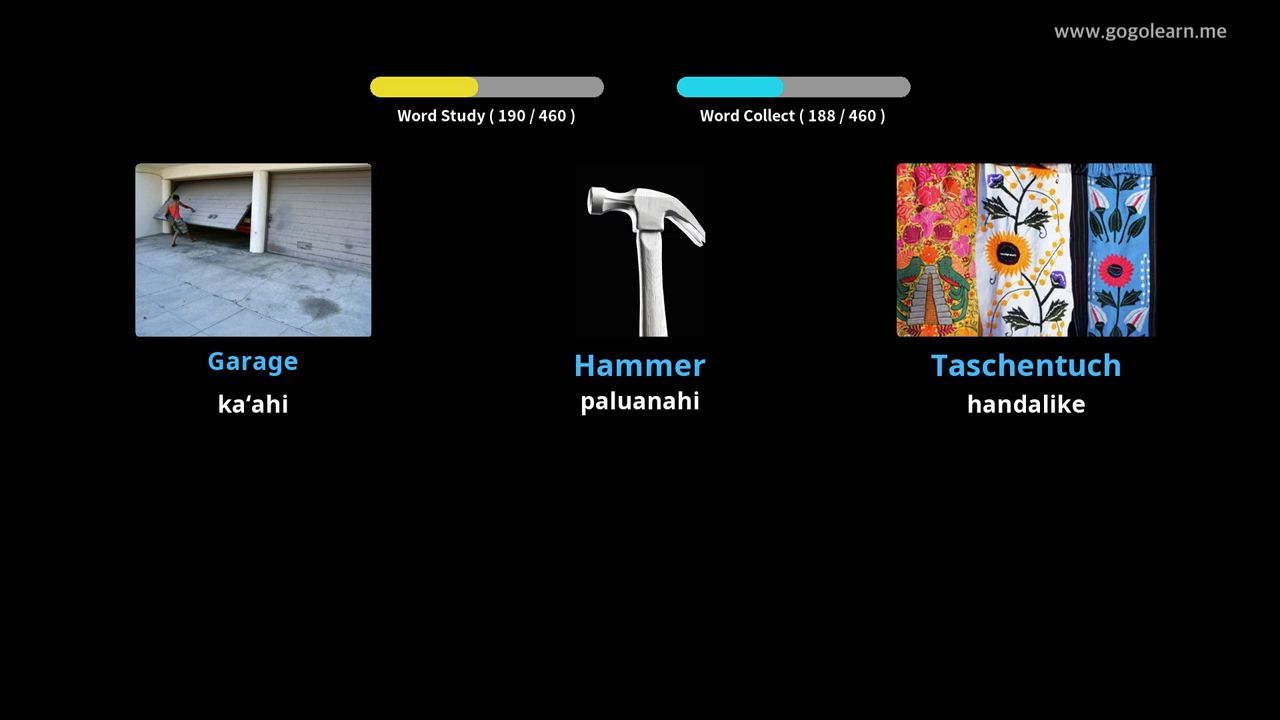 www.gogolearn.me
Word Study ( 190 / 460 )
Word Collect ( 188 / 460 )
Garage
kaʻahi
Hammer
paluanahi
Taschentuch
handalike